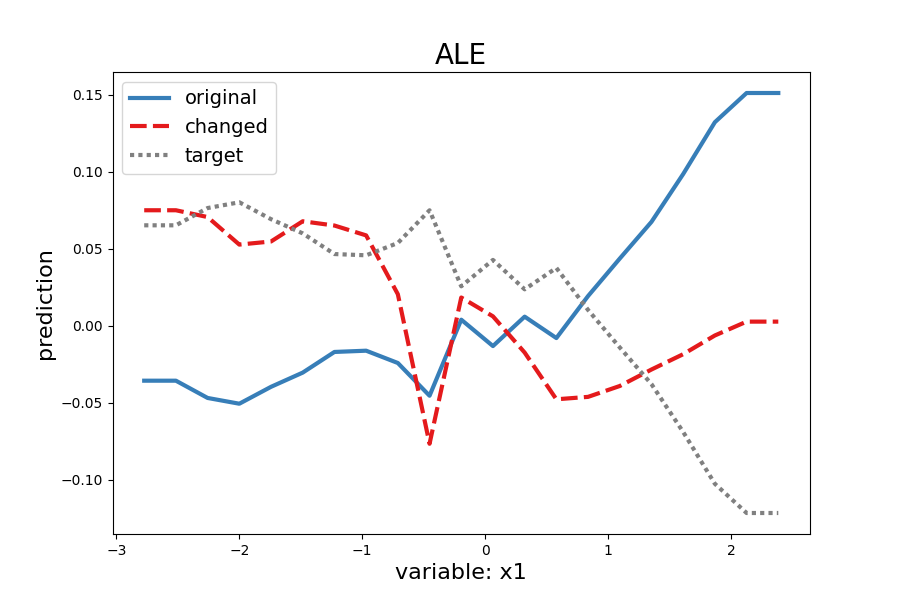 ALE
original
changed
target
0.15
0.10
0.05
0.00
−0.05
−0.10
prediction
−3
−2
−1
0
1
2
variable: x1